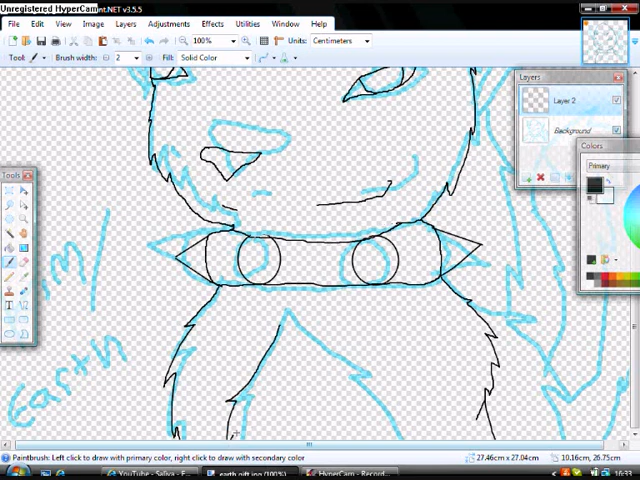 Unregistered HyperCam
nt.NET v3.5.5
File Edit View Image Layers Adjustments Effects Utilities Window Help
100% Units: Centimeters
Tool: Brush width: 2 Fill: Solid Color
Layers
Layer 2
Background
Colors
Primary
Tools
Earth
Paintbrush: Left click to draw with primary color, right click to draw with secondary color 27.46cm x 27.04cm 10.16cm, 26.75cm
YouTube - Saliva - F... earth gift.jpg (100%) HyperCam - Record... 16:33